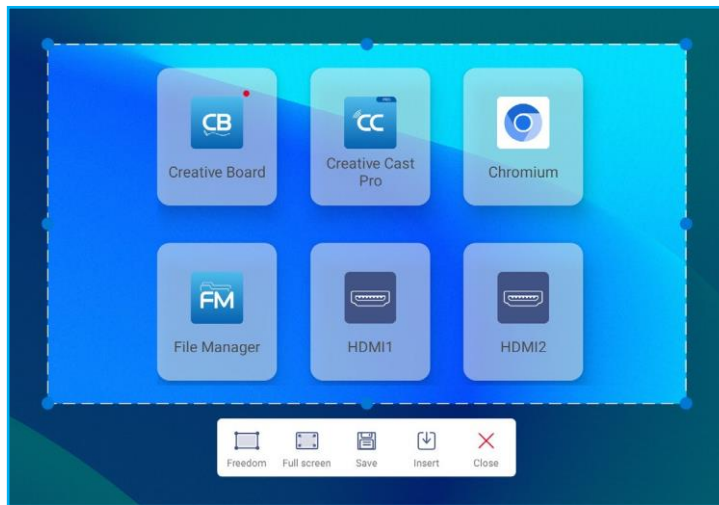 CB
Creative Board
PRO
CC
Creative Cast
Pro
Chromium
FM
File Manager
HDMI1
HDMI2
Freedom
Full screen
Save
Insert
Close